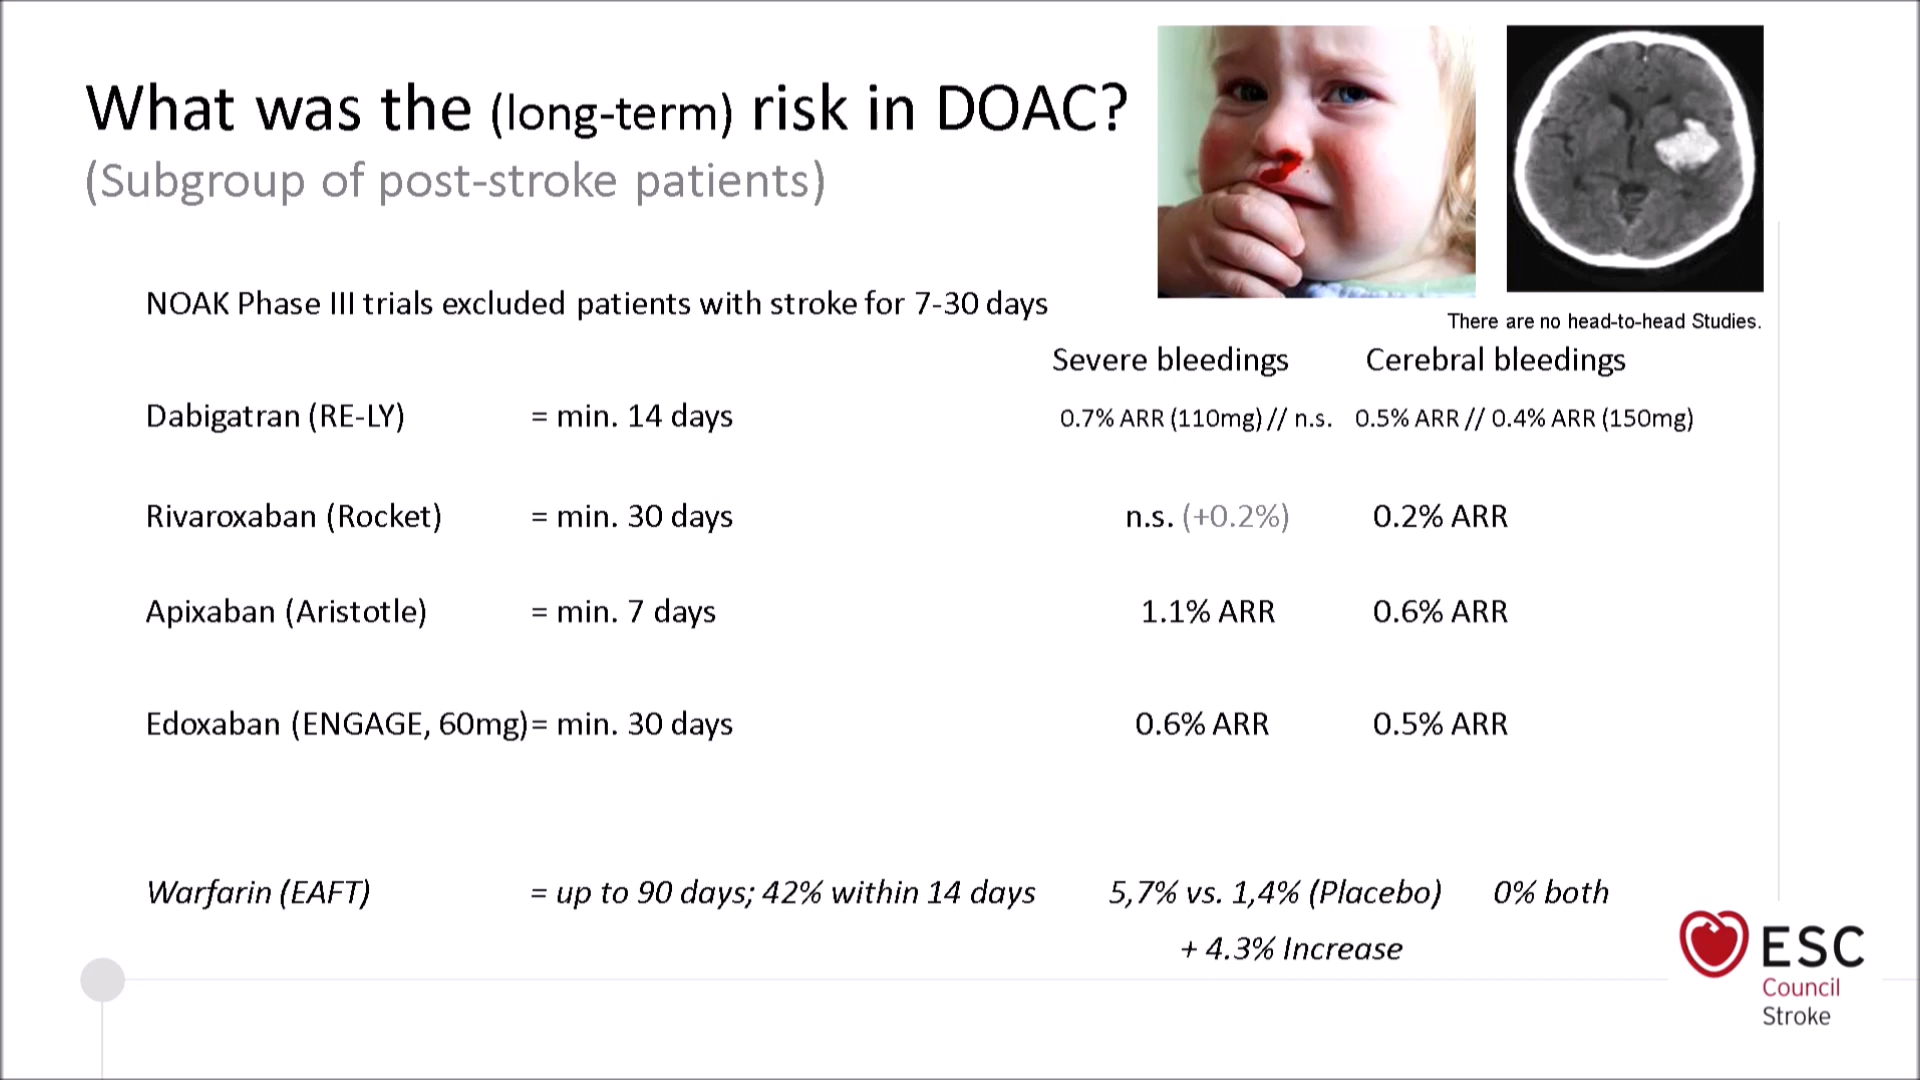 What was the (long-term) risk in DOAC?
(Subgroup of post-stroke patients)
NOAK Phase III trials excluded patients with stroke for 7-30 days
There are no head-to-head Studies.
Severe bleedings Cerebral bleedings
Dabigatran (RE-LY) = min. 14 days 0.7% ARR (110mg) // n.s. 0.5% ARR // 0.4% ARR (150mg)
Rivaroxaban (Rocket) = min. 30 days n.s. (+0.2%) 0.2% ARR
Apixaban (Aristotle) = min. 7 days 1.1% ARR 0.6% ARR
Edoxaban (ENGAGE, 60mg)= min. 30 days 0.6% ARR 0.5% ARR
Warfarin (EAFT) = up to 90 days; 42% within 14 days 5,7% vs. 1,4% (Placebo) 0% both
+ 4.3% Increase
ESC
Council
Stroke